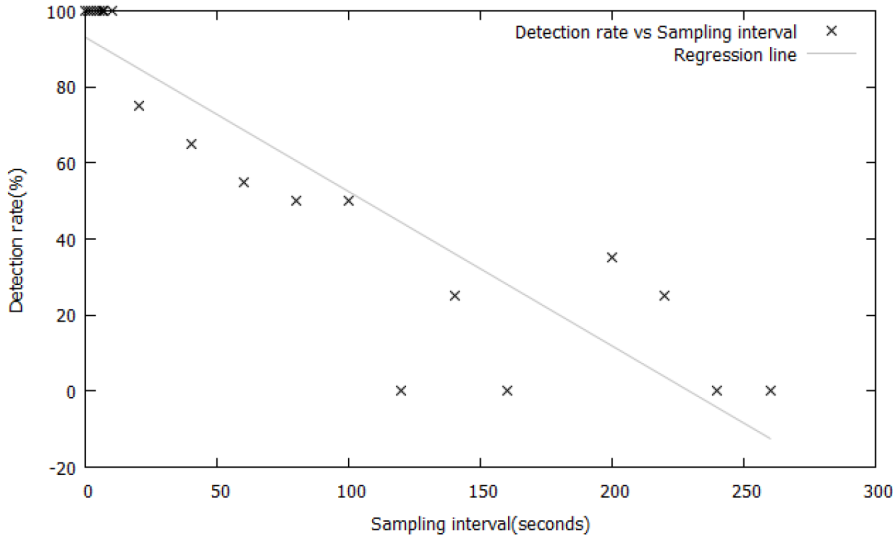 Detection rate vs Sampling interval
Regression line
100
80
60
40
20
0
-20
Detection rate(%)
0 50 100 150 200 250 300
Sampling interval(seconds)